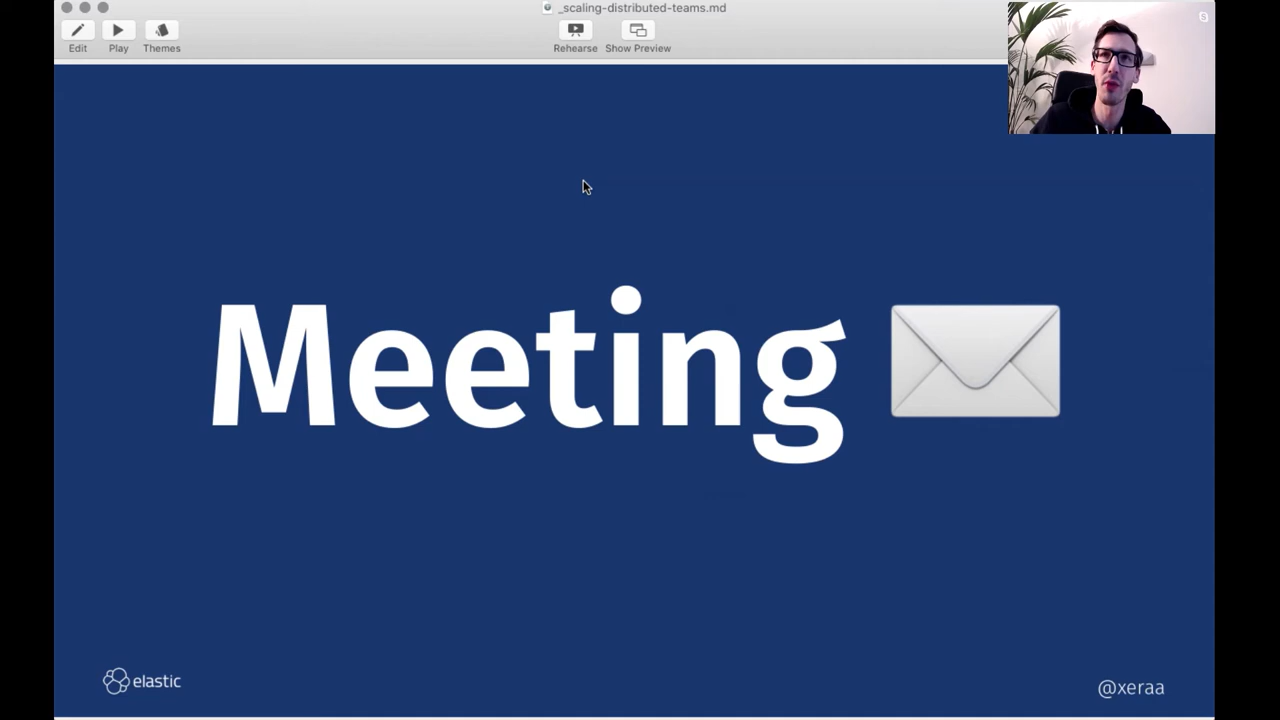 _scaling-distributed-teams.md
Edit Play Themes Rehearse Show Preview
Meeting
elastic
@xeraa